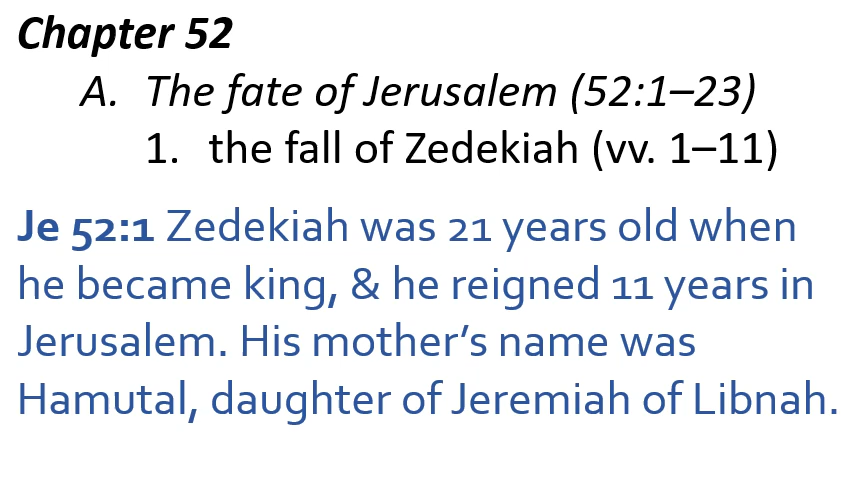 Chapter 52
A. The fate of Jerusalem (52:1–23)
1. the fall of Zedekiah (vv. 1–11)
Je 52:1 Zedekiah was 21 years old when
he became king, & he reigned 11 years in
Jerusalem. His mother’s name was
Hamutal, daughter of Jeremiah of Libnah.